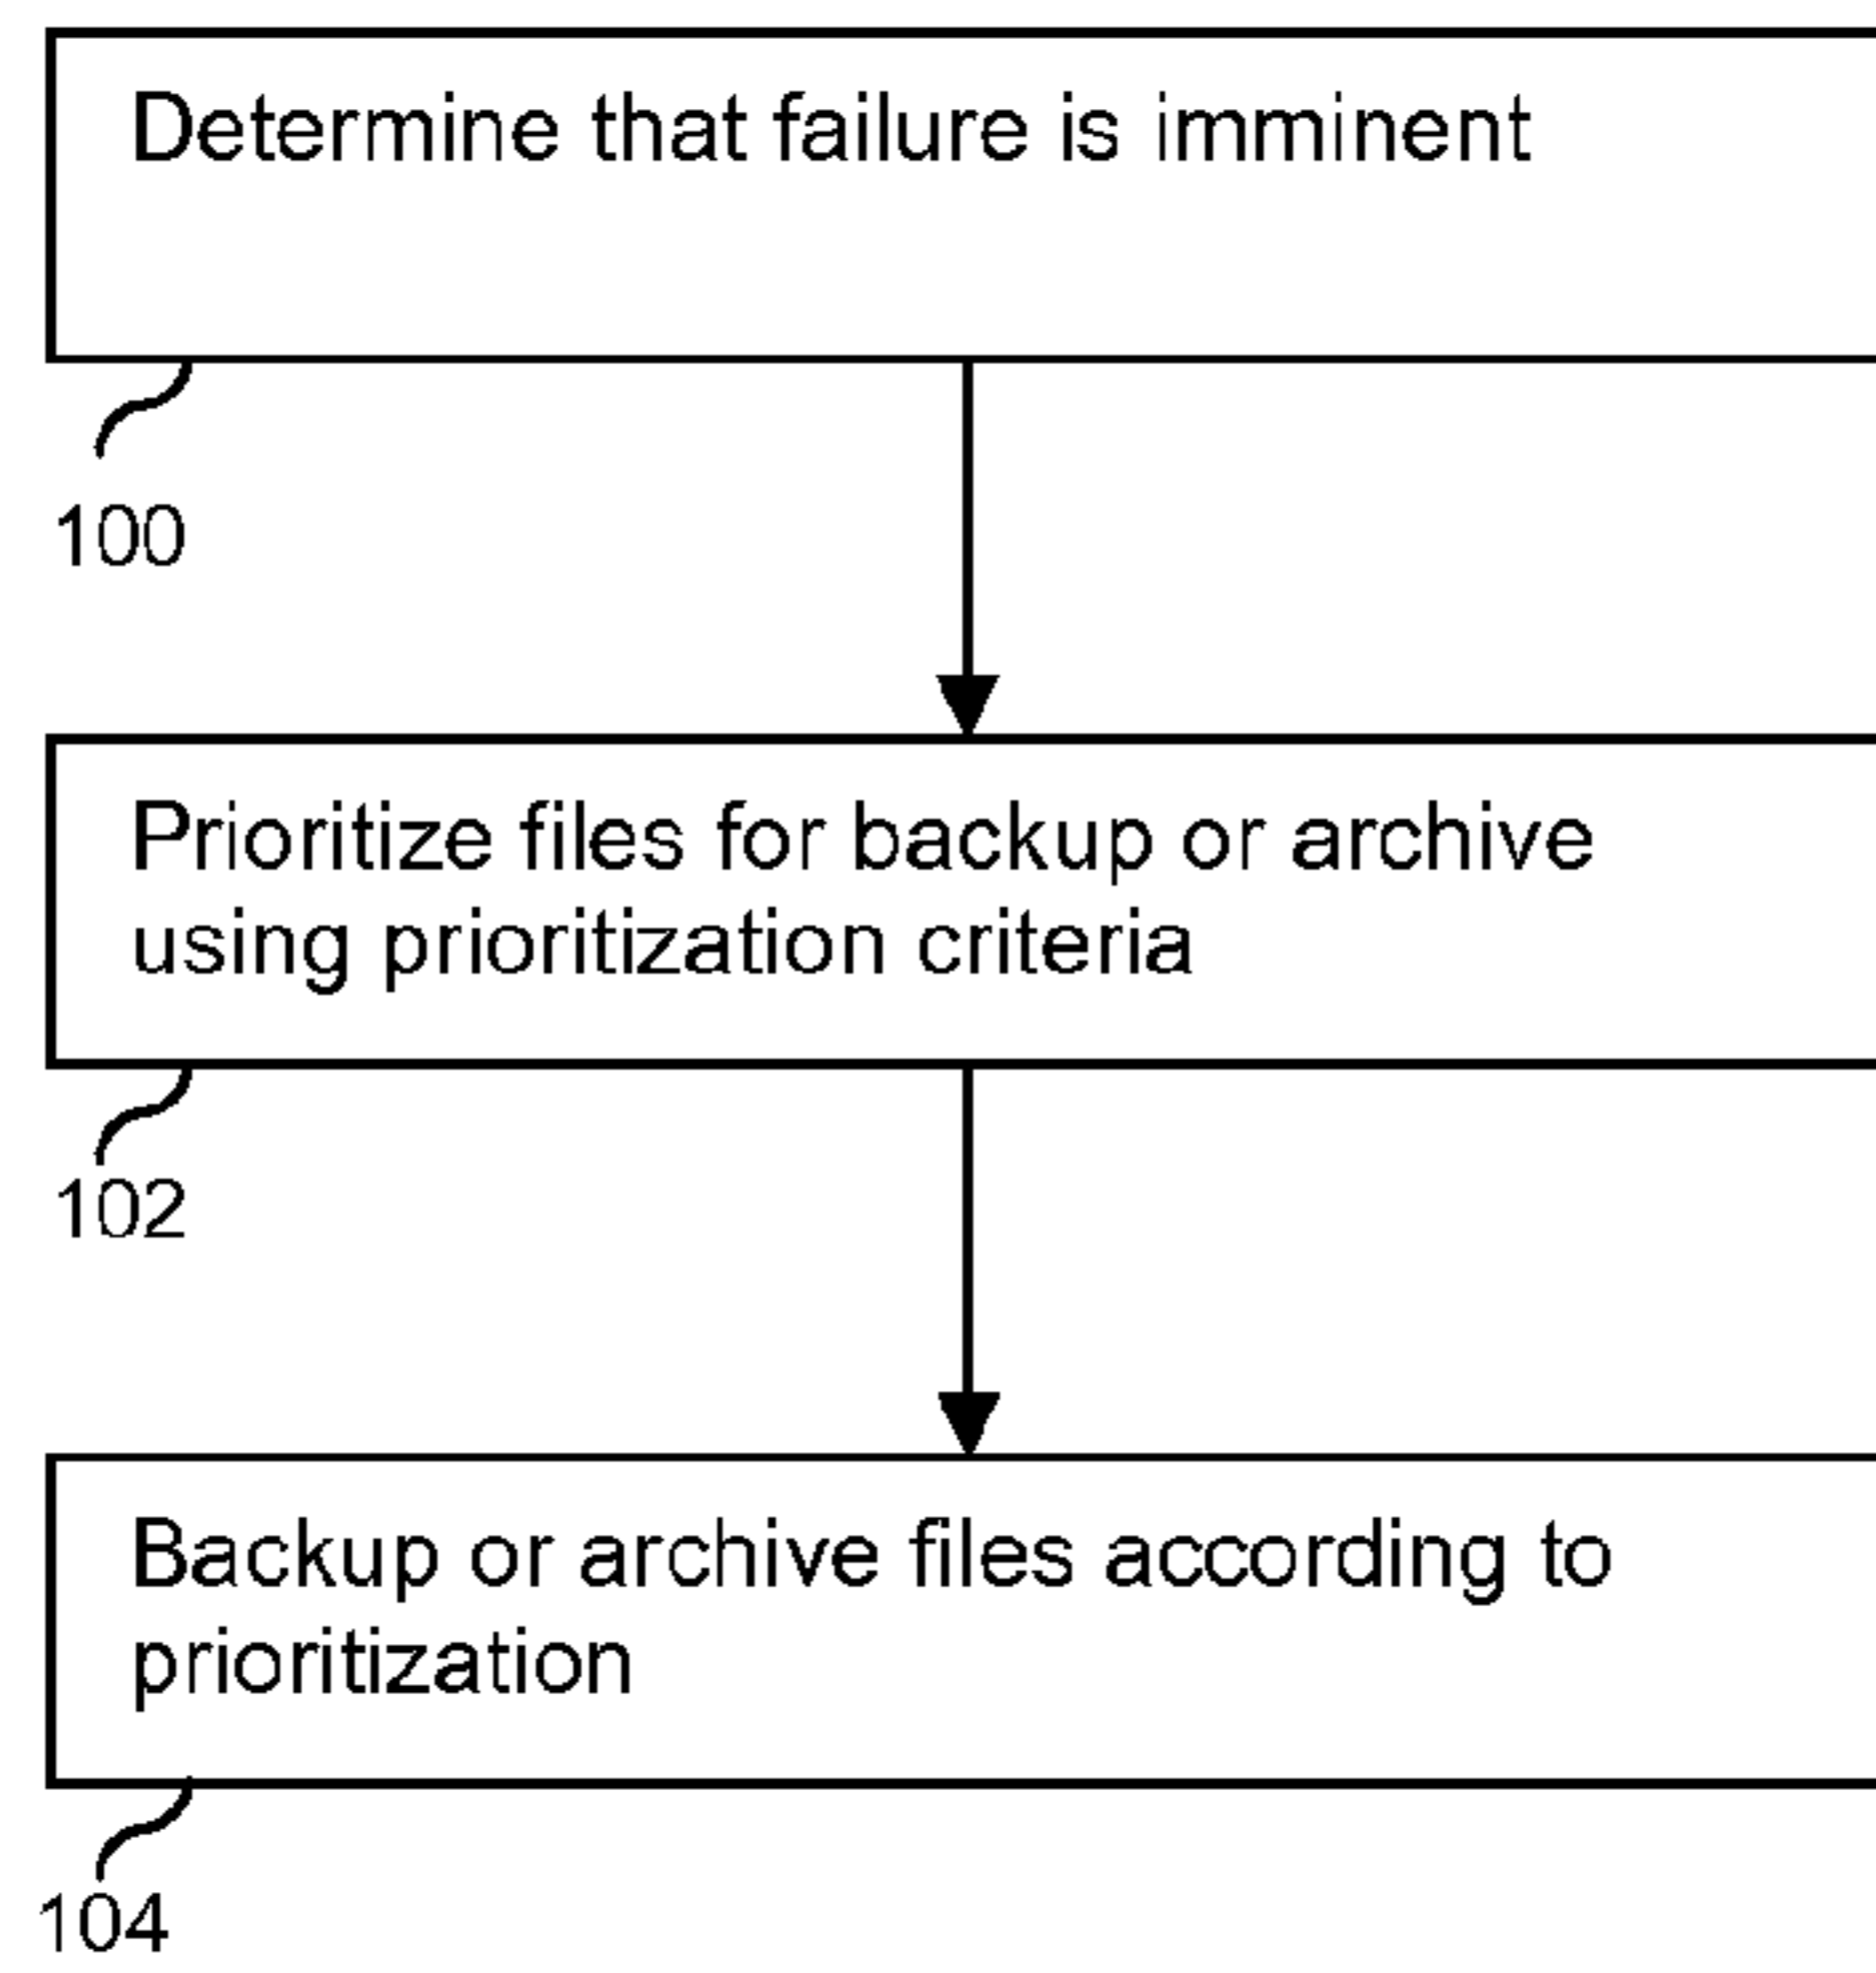 Determine that failure is imminent
100
Prioritize files for backup or archive
using prioritization criteria
102
Backup or archive files according to
prioritization
104